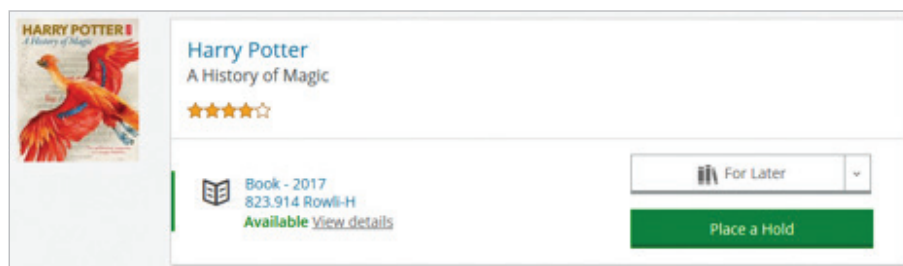 HARRY POTTER
A History of Magic
Harry Potter
A History of Magic
Book - 2017
823.914 Rowli-H
Available View details
For Later
Place a Hold